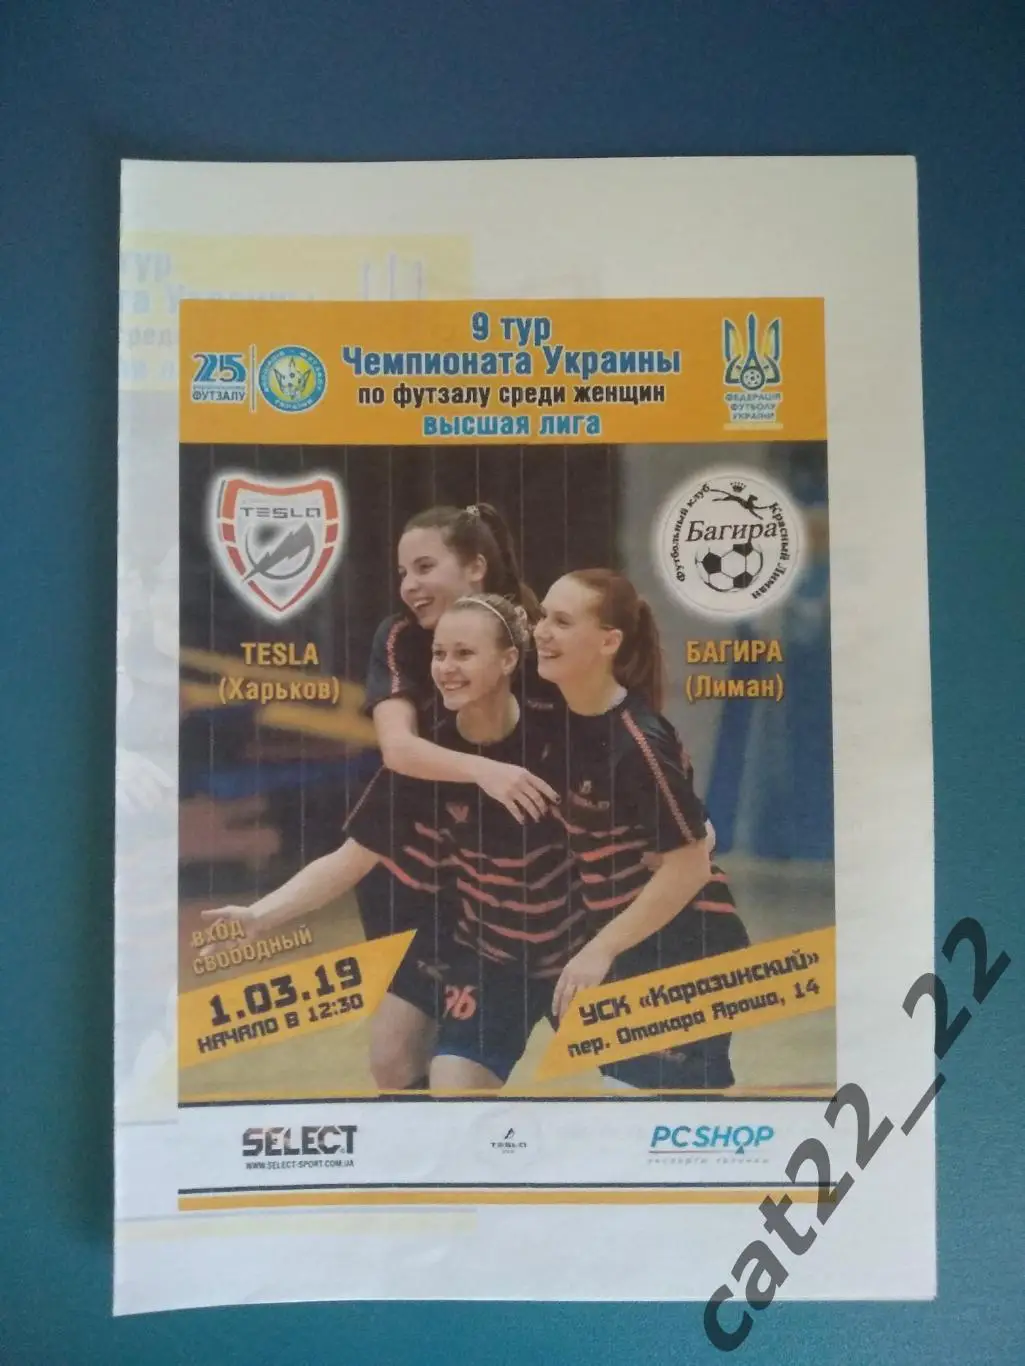 9 тур
Чемпионата Украины
по футзалу среди женщин
высшая лига
25
ФУТЗАЛУ
ФЕДЕРАЦІЯ
ФУТБОЛУ
УКРАЇНИ
TESLA
Футбольный клуб
Красный Лиман
Багира
TESLA
(Харьков)
БАГИРА
(Лиман)
ВХОД
СВОБОДНЫЙ
1.03.19
НАЧАЛО В 12:30
96
УСК «Каразинский»
пер. Отакара Яроша, 14
SELECT
WWW.SELECT-SPORT.COM.UA
TESLA
PCSHOP
cat22_22